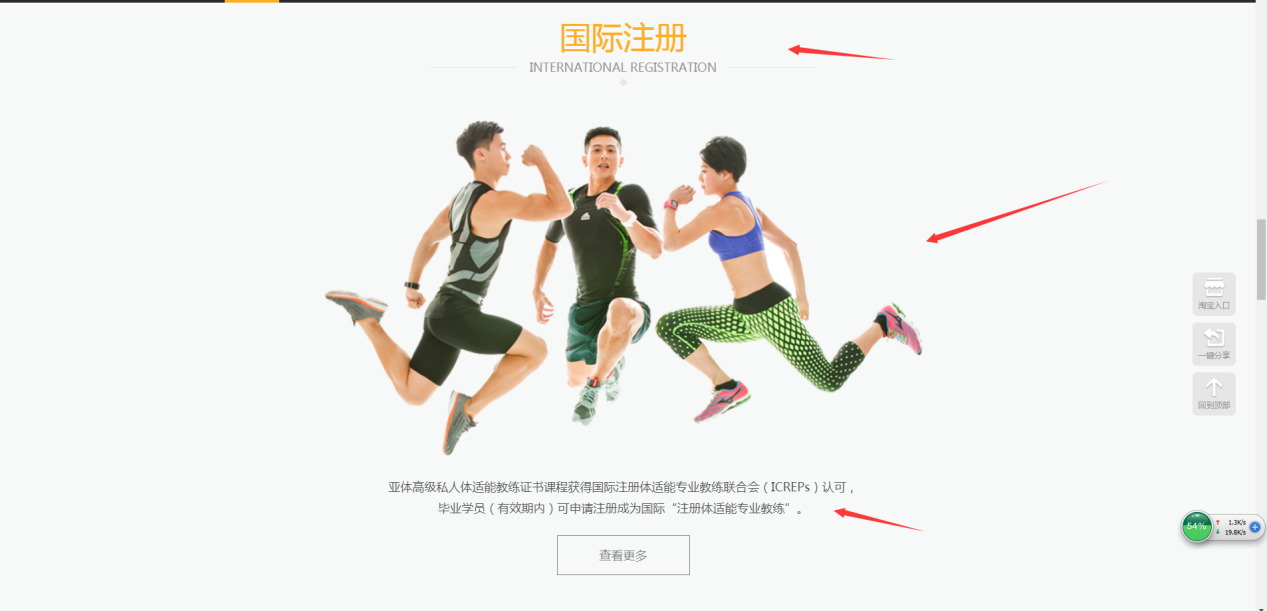 国际注册
INTERNATIONAL REGISTRATION
淘宝入口
一键分享
回到顶部
亚体高级私人体适能教练证书课程获得国际注册体适能专业教练联合会（ICREPs）认可，
毕业学员（有效期内）可申请注册成为国际“注册体适能专业教练”。
查看更多
54%
1.3K/s
19.8K/s